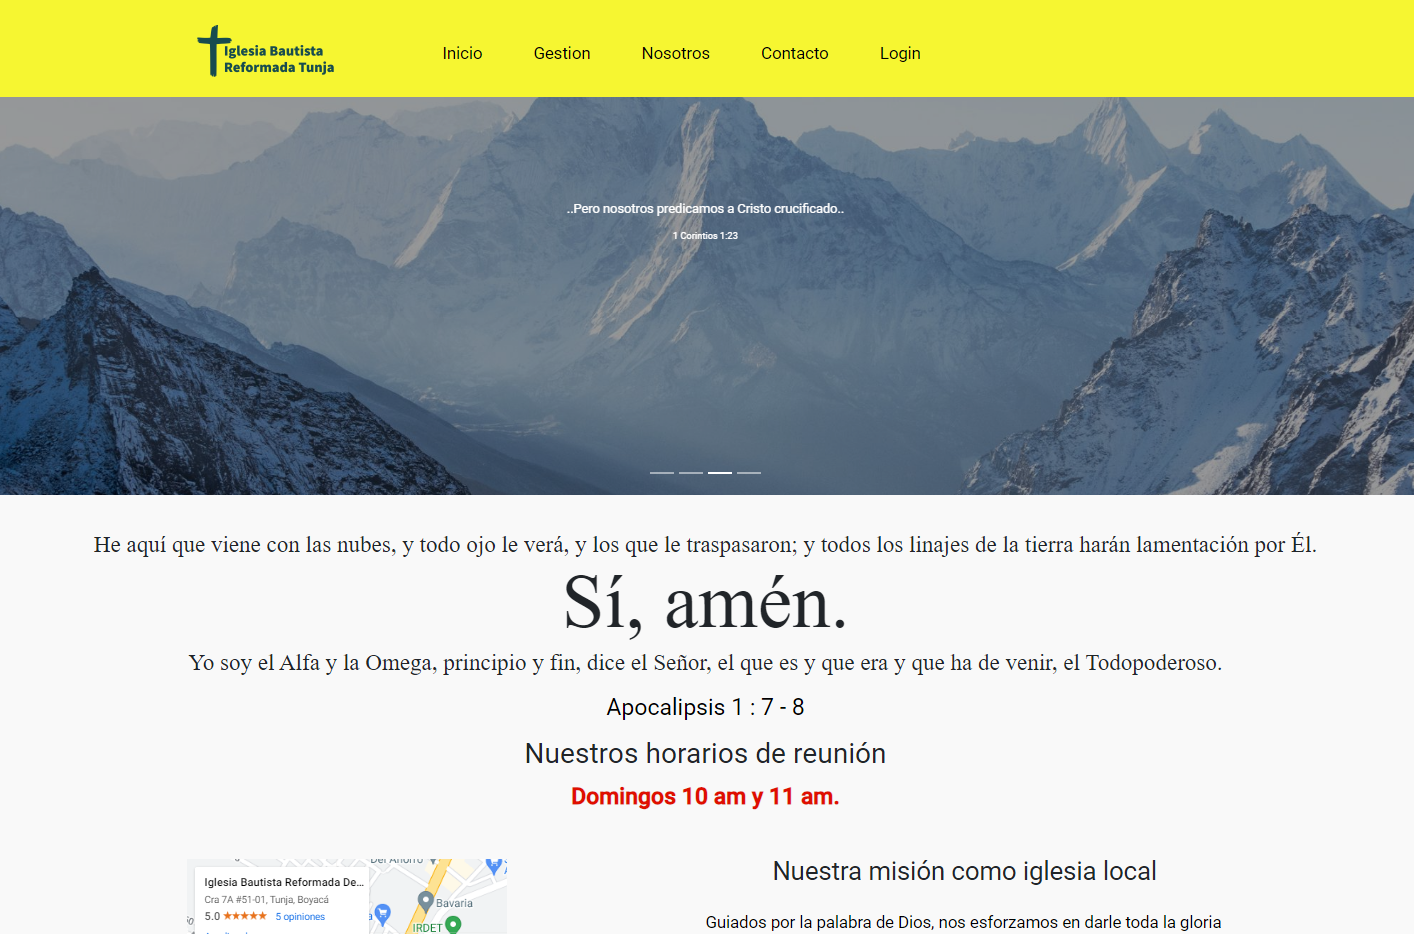 Iglesia Bautista
Reformada Tunja
Inicio Gestion Nosotros Contacto Login
..Pero nosotros predicamos a Cristo crucificado..
1 Corintios 1:23
He aquí que viene con las nubes, y todo ojo le verá, y los que le traspasaron; y todos los linajes de la tierra harán lamentación por Él.
Sí, amén.
Yo soy el Alfa y la Omega, principio y fin, dice el Señor, el que es y que era y que ha de venir, el Todopoderoso.
Apocalipsis 1 : 7 - 8
Nuestros horarios de reunión
Domingos 10 am y 11 am.
Iglesia Bautista Reformada De...
Cra 7A #51-01, Tunja, Boyacá
5.0 ★★★★★ 5 opiniones
Del Ahorro
Bavaria
IRDET
Nuestra misión como iglesia local
Guiados por la palabra de Dios, nos esforzamos en darle toda la gloria